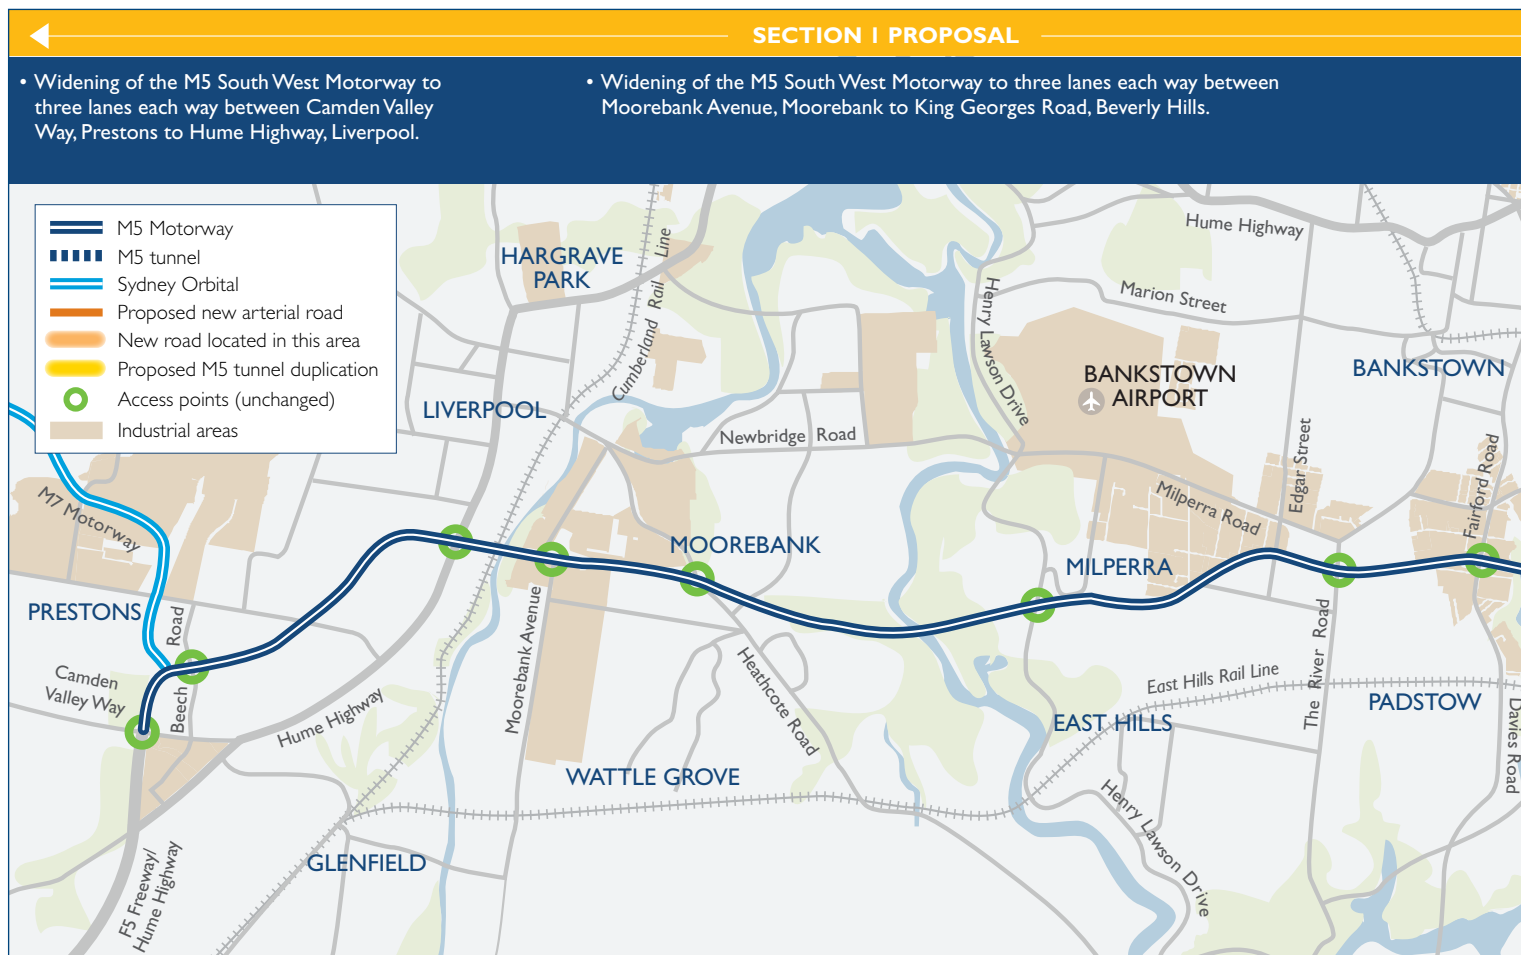 SECTION 1 PROPOSAL
• Widening of the M5 South West Motorway to
three lanes each way between Camden Valley
Way, Prestons to Hume Highway, Liverpool.
• Widening of the M5 South West Motorway to three lanes each way between
Moorebank Avenue, Moorebank to King Georges Road, Beverly Hills.
M5 Motorway
M5 tunnel
Sydney Orbital
Proposed new arterial road
New road located in this area
Proposed M5 tunnel duplication
Access points (unchanged)
Industrial areas
HARGRAVE
PARK
Cumberland Rail Line
Hume Highway
Henry Lawson Drive
Marion Street
BANKSTOWN
AIRPORT
BANKSTOWN
LIVERPOOL
Newbridge Road
Edgar Street
Fairford Road
Milperra Road
M7 Motorway
MOOREBANK
MILPERRA
PRESTONS
Beech Road
Moorebank Avenue
Camden
Valley Way
Hume Highway
Heathcote Road
East Hills Rail Line
The River Road
PADSTOW
EAST HILLS
Davies Road
WATTLE GROVE
Henry Lawson Drive
GLENFIELD
F5 Freeway/
Hume Highway